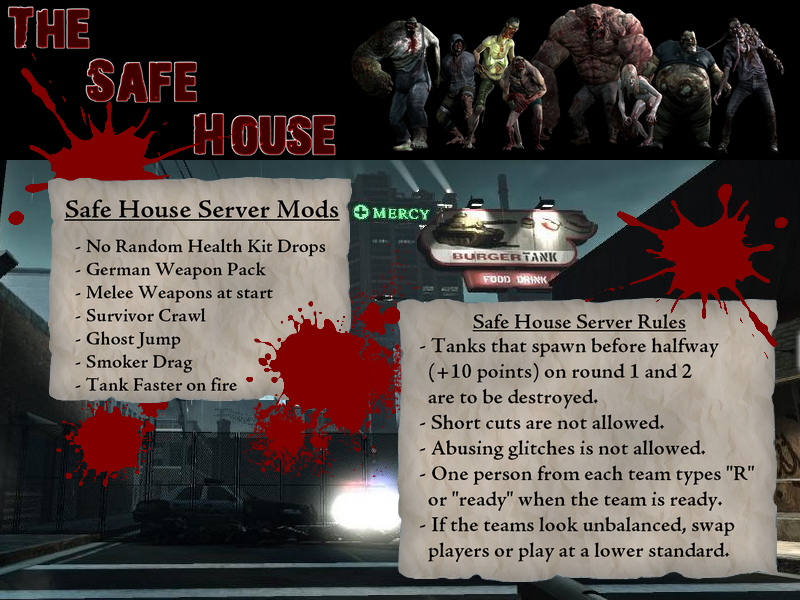 The
Safe
House
Safe House Server Mods
- No Random Health Kit Drops
- German Weapon Pack
- Melee Weapons at start
- Survivor Crawl
- Ghost Jump
- Smoker Drag
- Tank Faster on fire
MERCY
BURGER TANK
FOOD DRINK
Safe House Server Rules
- Tanks that spawn before halfway
(+10 points) on round 1 and 2
are to be destroyed.
- Short cuts are not allowed.
- Abusing glitches is not allowed.
- One person from each team types "R"
or "ready" when the team is ready.
- If the teams look unbalanced, swap
players or play at a lower standard.